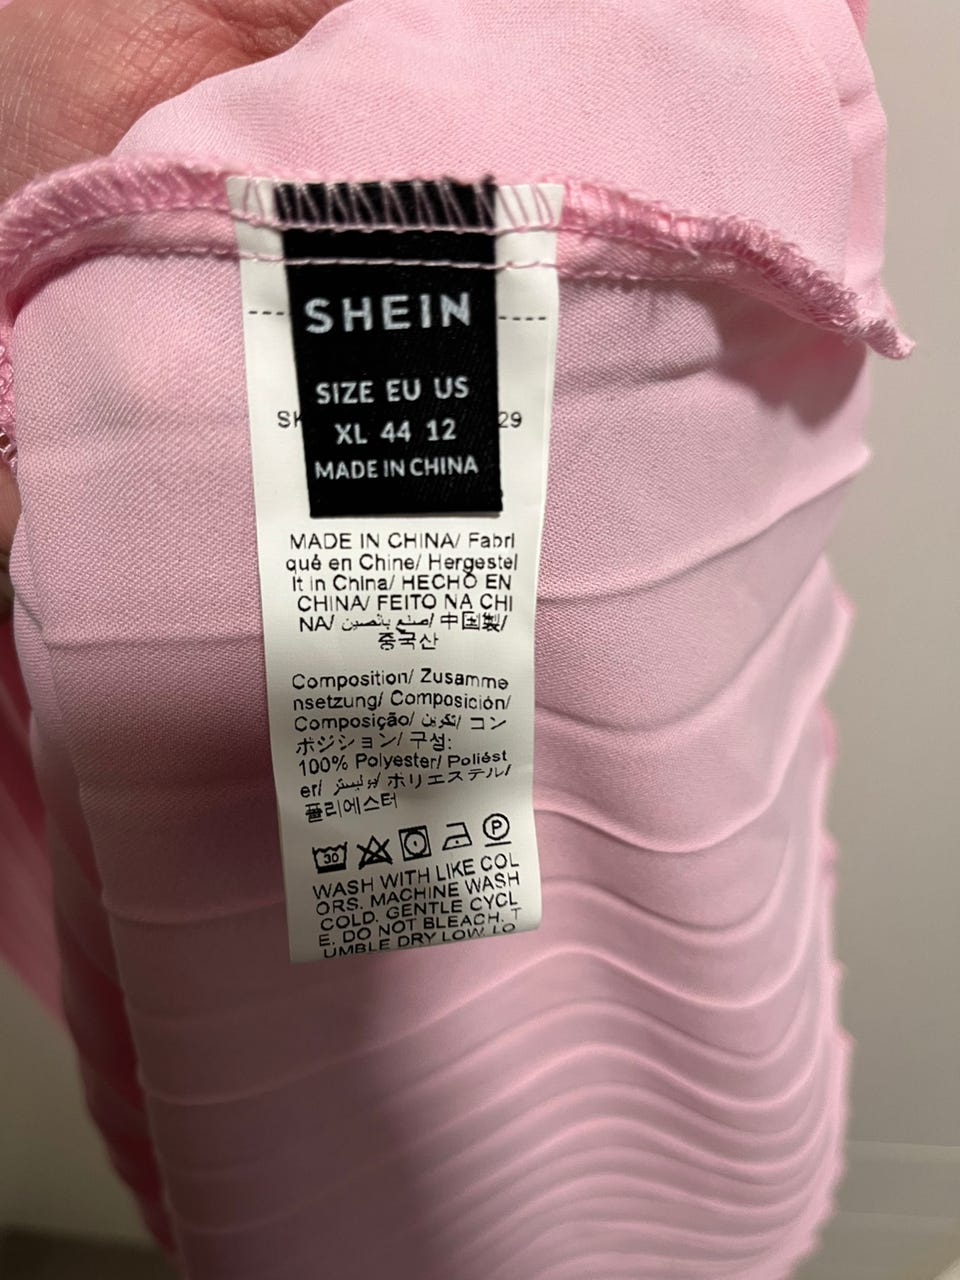 SHEIN
SIZE EU US
SK 29
XL 44 12
MADE IN CHINA
MADE IN CHINA/ Fabri
qué en Chine/ Hergestel
lt in China/ HECHO EN
CHINA/ FEITO NA CHI
NA/ صنع بالصين/ 中国製/
중국산
Composition/ Zusamme
nsetzung/ Composición/
Composição/ تكوين/ コン
ポジション/ 구성:
100% Polyester/ Poliést
er/ بوليستر/ ポリエステル/
폴리에스터
30 P
WASH WITH LIKE COL
ORS. MACHINE WASH
COLD. GENTLE CYCL
E. DO NOT BLEACH. T
UMBLE DRY LOW. LO